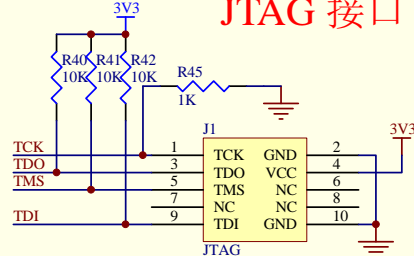 JTAG 接口
3V3
R40 R41 R42
10K 10K 10K
R45
1K
J1
3V3
TCK 1 TCK GND 2
TDO 3 TDO VCC 4
TMS 5 TMS NC 6
7 NC NC 8
TDI 9 TDI GND 10
JTAG